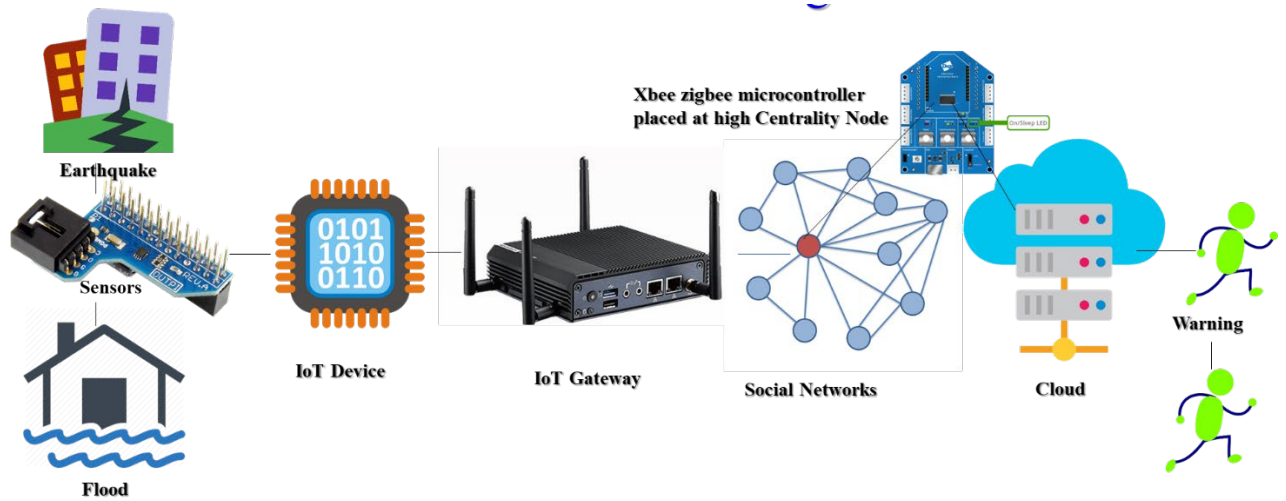 Xbee zigbee microcontroller
placed at high Centrality Node
On/Sleep LED
Earthquake
Sensors
0101
1010
0110
Flood
IoT Device
IoT Gateway
Social Networks
Cloud
Warning